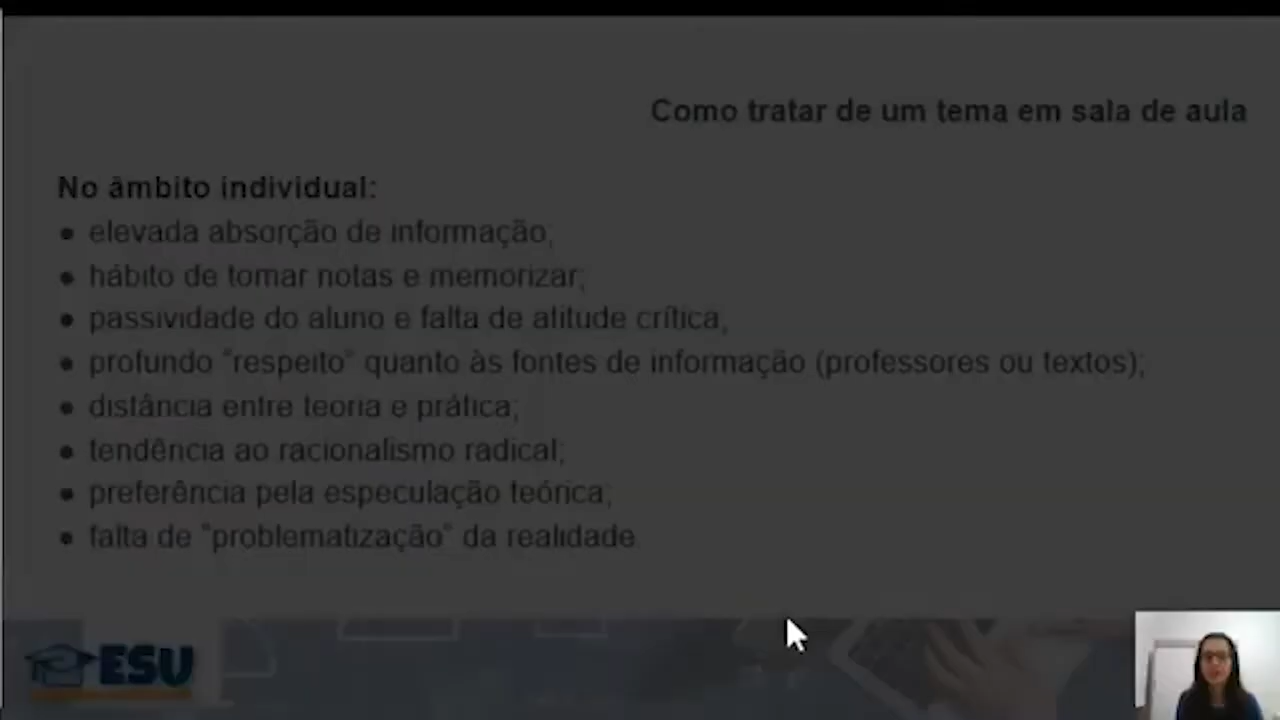 Como tratar de um tema em sala de aula
No âmbito individual:
• elevada absorção de informação;
• hábito de tomar notas e memorizar;
• passividade do aluno e falta de atitude crítica;
• profundo "respeito" quanto às fontes de informação (professores ou textos);
• distância entre teoria e prática;
• tendência ao racionalismo radical;
• preferência pela especulação teórica;
• falta de "problematização" da realidade.
ESU